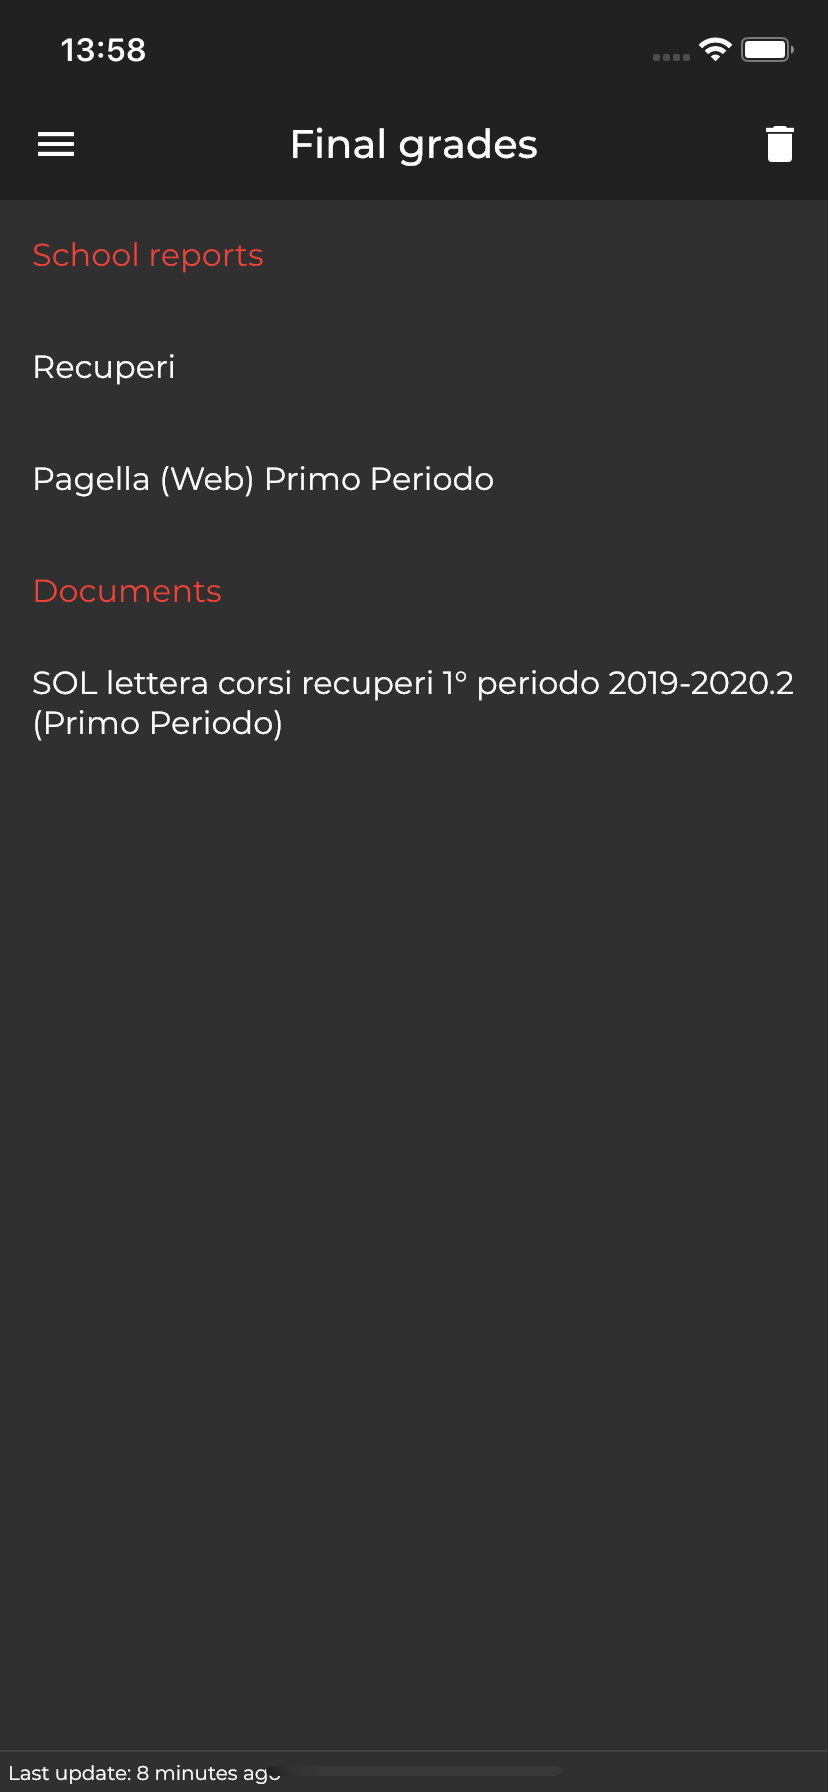 13:58
Final grades
School reports
Recuperi
Pagella (Web) Primo Periodo
Documents
SOL lettera corsi recuperi 1° periodo 2019-2020.2
(Primo Periodo)
Last update: 8 minutes ago